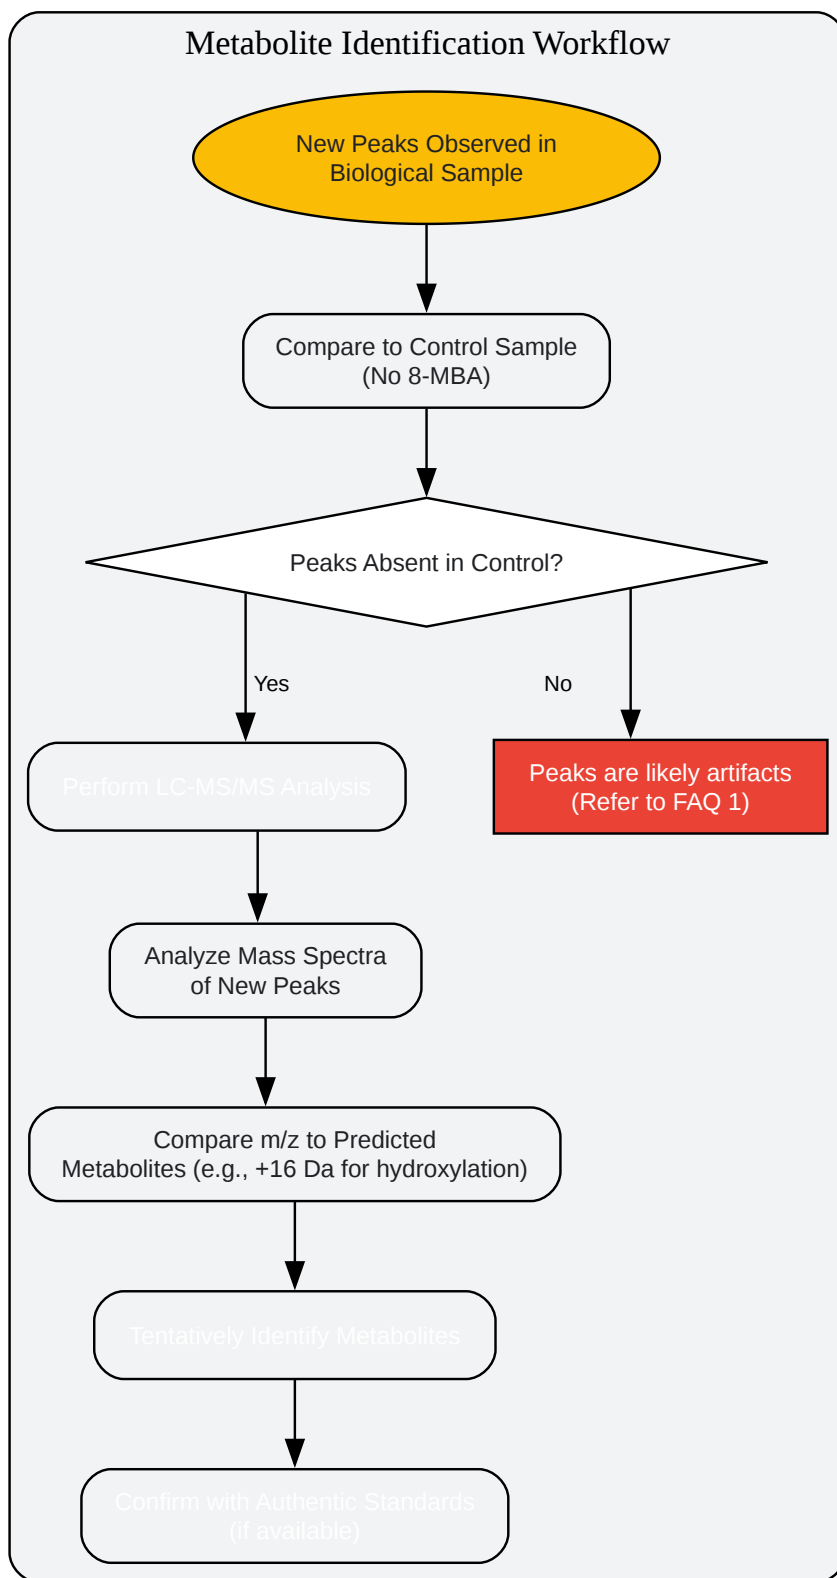 Metabolite Identification Workflow
New Peaks Observed in
Biological Sample
Compare to Control Sample
(No 8-MBA)
Peaks Absent in Control?
Yes
No
Perform LC-MS/MS Analysis
Peaks are likely artifacts
(Refer to FAQ 1)
Analyze Mass Spectra
of New Peaks
Compare m/z to Predicted
Metabolites (e.g., +16 Da for hydroxylation)
Tentatively Identify Metabolites
Confirm with Authentic Standards
(if available)